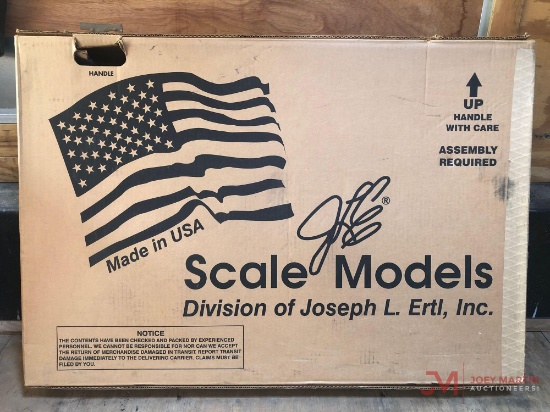 HANDLE
UP
HANDLE
WITH CARE
ASSEMBLY
REQUIRED
Made in USA
JLE®
Scale Models
Division of Joseph L. Ertl, Inc.
NOTICE
THE CONTENTS HAVE BEEN CHECKED AND PACKED BY EXPERIENCED
PERSONNEL. WE CANNOT BE RESPONSIBLE FOR NOR CAN WE ACCEPT
THE RETURN OF MERCHANDISE DAMAGED IN TRANSIT REPORT TRANSIT
DAMAGE IMMEDIATELY TO THE DELIVERING CARRIER. CLAIMS MUST BE
FILED BY YOU.
JM
JOEY MARTIN
AUCTIONEERS